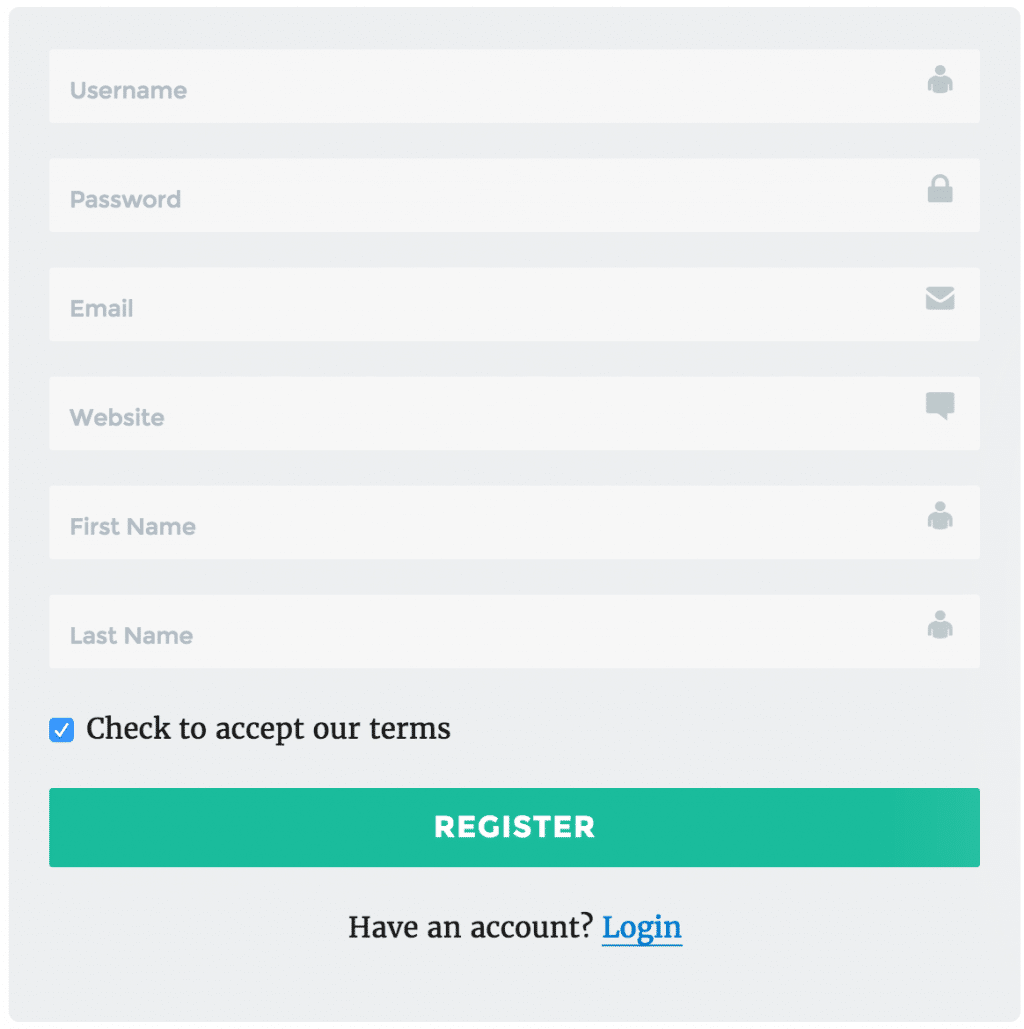 Username
Password
Email
Website
First Name
Last Name
Check to accept our terms
REGISTER
Have an account? Login